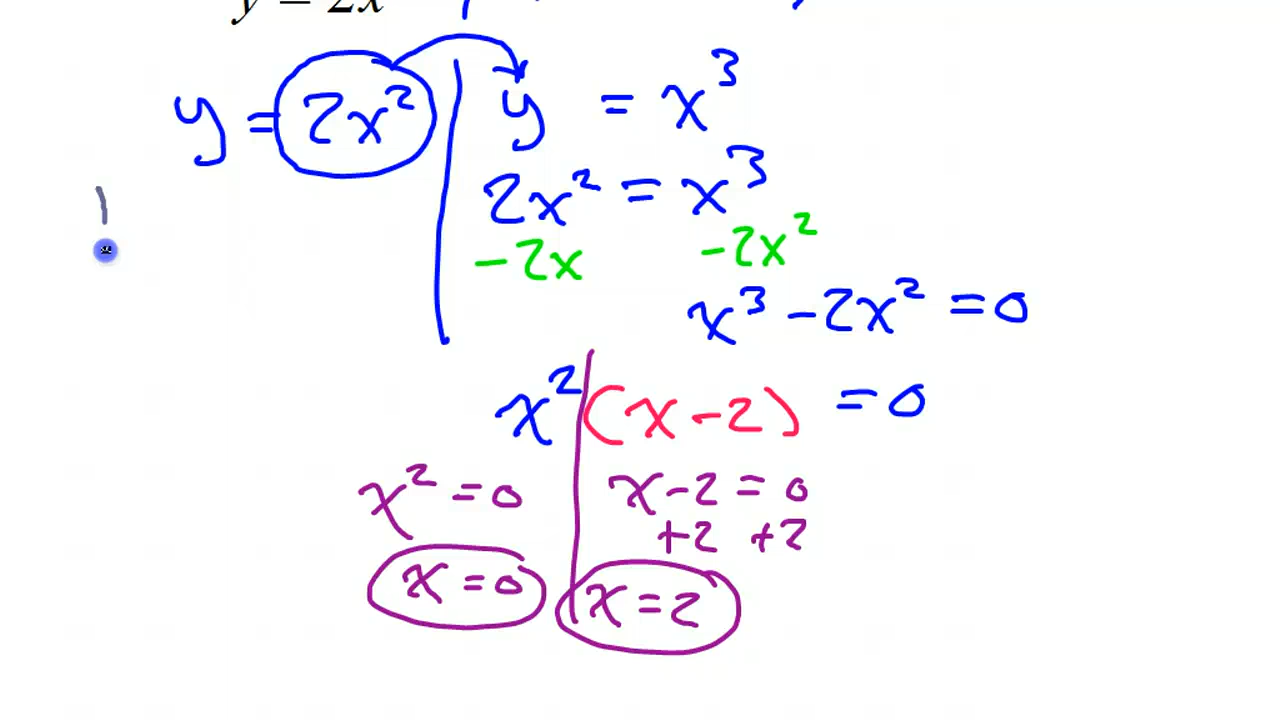 y = 2x²
y = 2x² y = x³
2x² = x³
-2x -2x²
x³ - 2x² = 0
x² (x - 2) = 0
x² = 0 x - 2 = 0
+2 +2
x = 0 x = 2